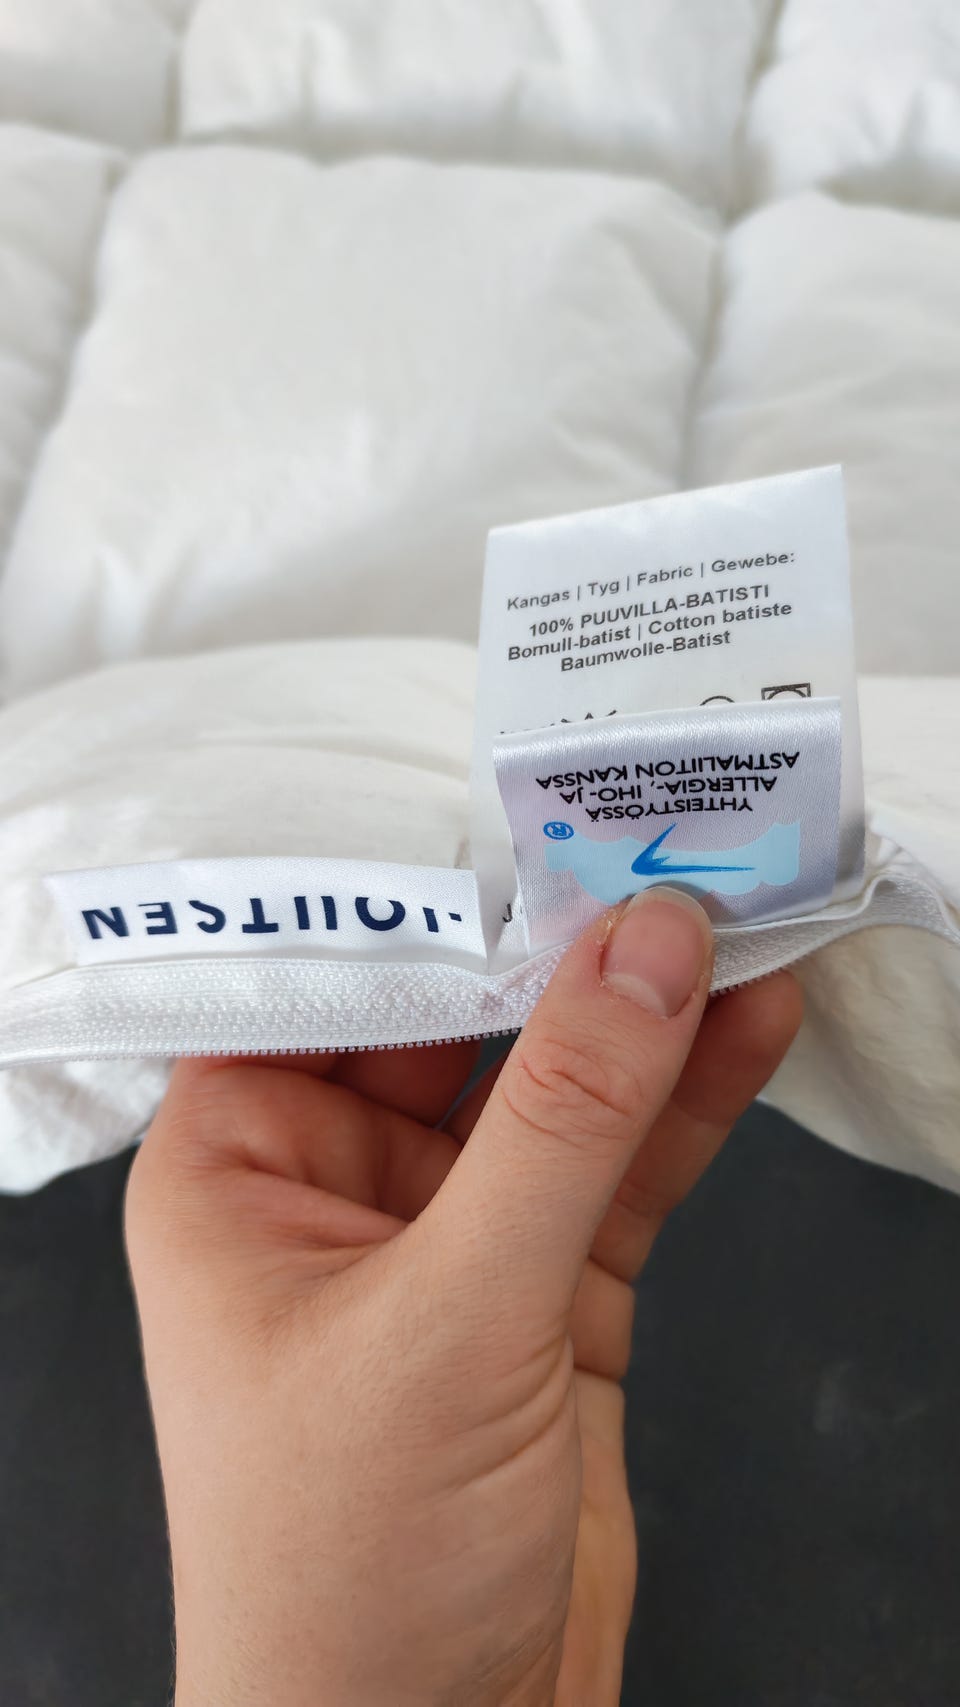 Kangas | Tyg | Fabric | Gewebe:
100% PUUVILLA-BATISTI
Bomull-batist | Cotton batiste
Baumwolle-Batist
YHTEISTYÖSSÄ
ALLERGIA-, IHO- JA
ASTMALIITON KANSSA
®
JOUTSEN